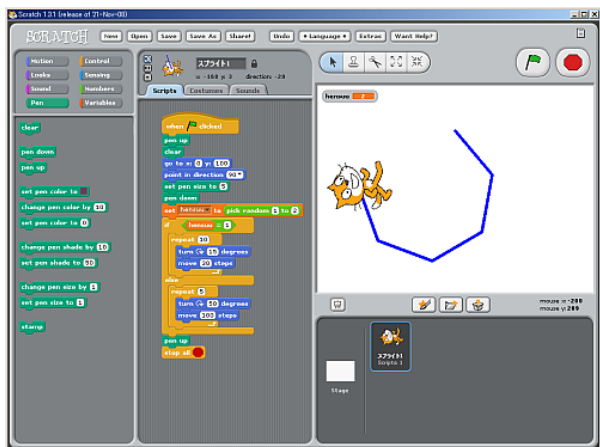 Scratch 1.3.1 (release of 21-Nov-08)
SCRATCH New Open Save Save As Share! Undo Language Extras Want Help?
Motion Control
Looks Sensing
Sound Numbers
Pen Variables
clear
pen down
pen up
set pen color to
change pen color by 10
set pen color to 0
change pen shade by 10
set pen shade to 50
change pen size by 1
set pen size to 1
stamp
スプライト1
direction:
Scripts Costumes Sounds
when clicked
pen up
clear
go to x: 0 y: 100
point in direction 90
set pen size to 5
pen down
set hensuu to pick random 1 to 2
if hensuu = 1
repeat 10
turn 15 degrees
move 20 steps
else
repeat 5
turn degrees
move 100 steps
pen up
stop all
hensuu
mouse x:
mouse y:
スプライト1
Scripts: 1
Stage